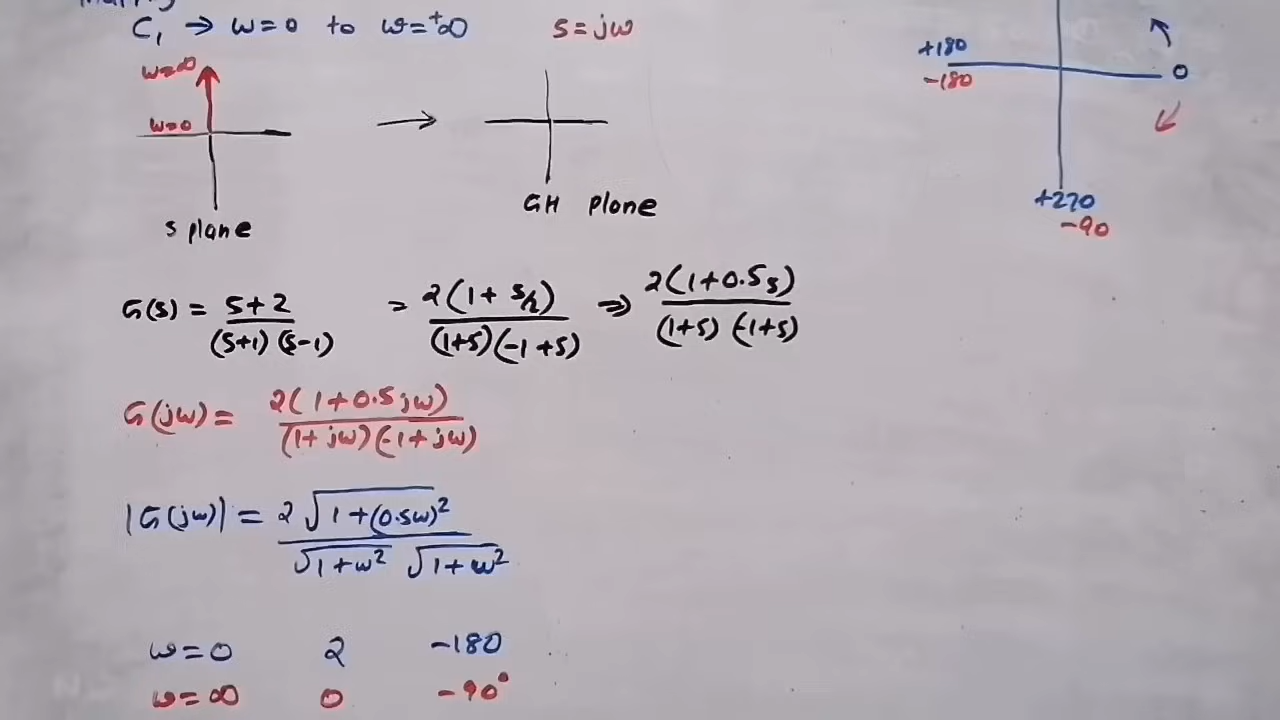 C₁ → ω=0 to ω=+∞ S=jω
ω=∞
ω=0
s plane
GH plane
+180
-180
0
+270
-90
G(s) = S+2 / (S+1) (S-1) = 2(1+S/2) / (1+S)(-1+S) ⇒ 2(1+0.5s) / (1+S) (-1+S)
G(jω) = 2(1+0.5jω) / (1+jω)(-1+jω)
|G(jω)| = 2√1+(0.5ω)² / √1+ω² √1+ω²
ω=0 2 -180
ω=∞ 0 -90°